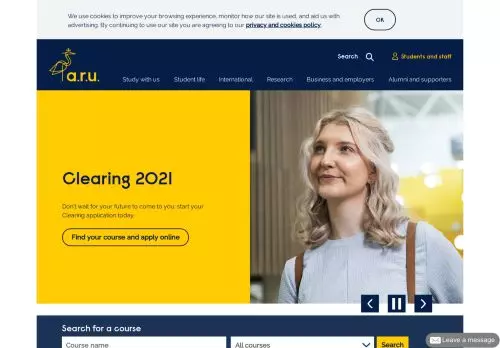 We use cookies to improve your browsing experience, monitor how our site is used, and aid us with
advertising. By continuing to use our site you are agreeing to our privacy and cookies policy.
OK
Search
Students and staff
a.r.u.
Study with us
Student life
International
Research
Business and employers
Alumni and supporters
Clearing 2021
Don't wait for your future to come to you: start your
Clearing application today.
Find your course and apply online
Search for a course
Course name
All courses
Search
Leave a message